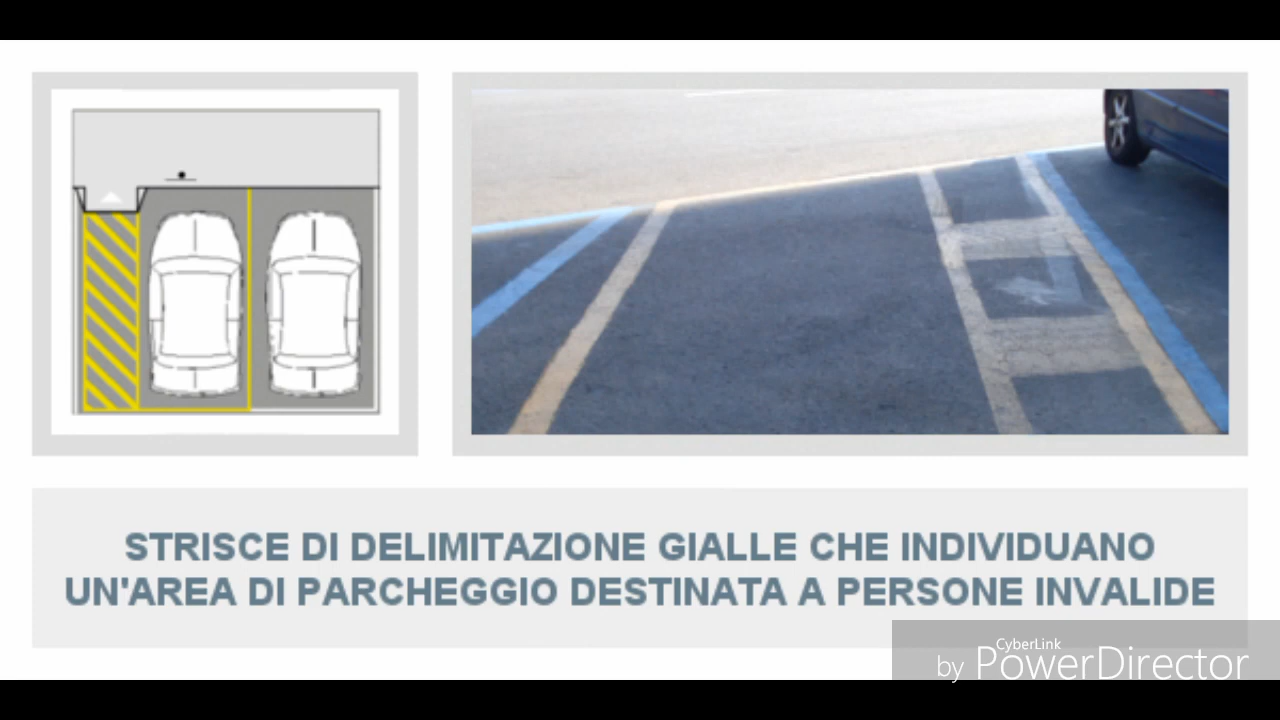 STRISCE DI DELIMITAZIONE GIALLE CHE INDIVIDUANO
UN'AREA DI PARCHEGGIO DESTINATA A PERSONE INVALIDE
CyberLink
by PowerDirector